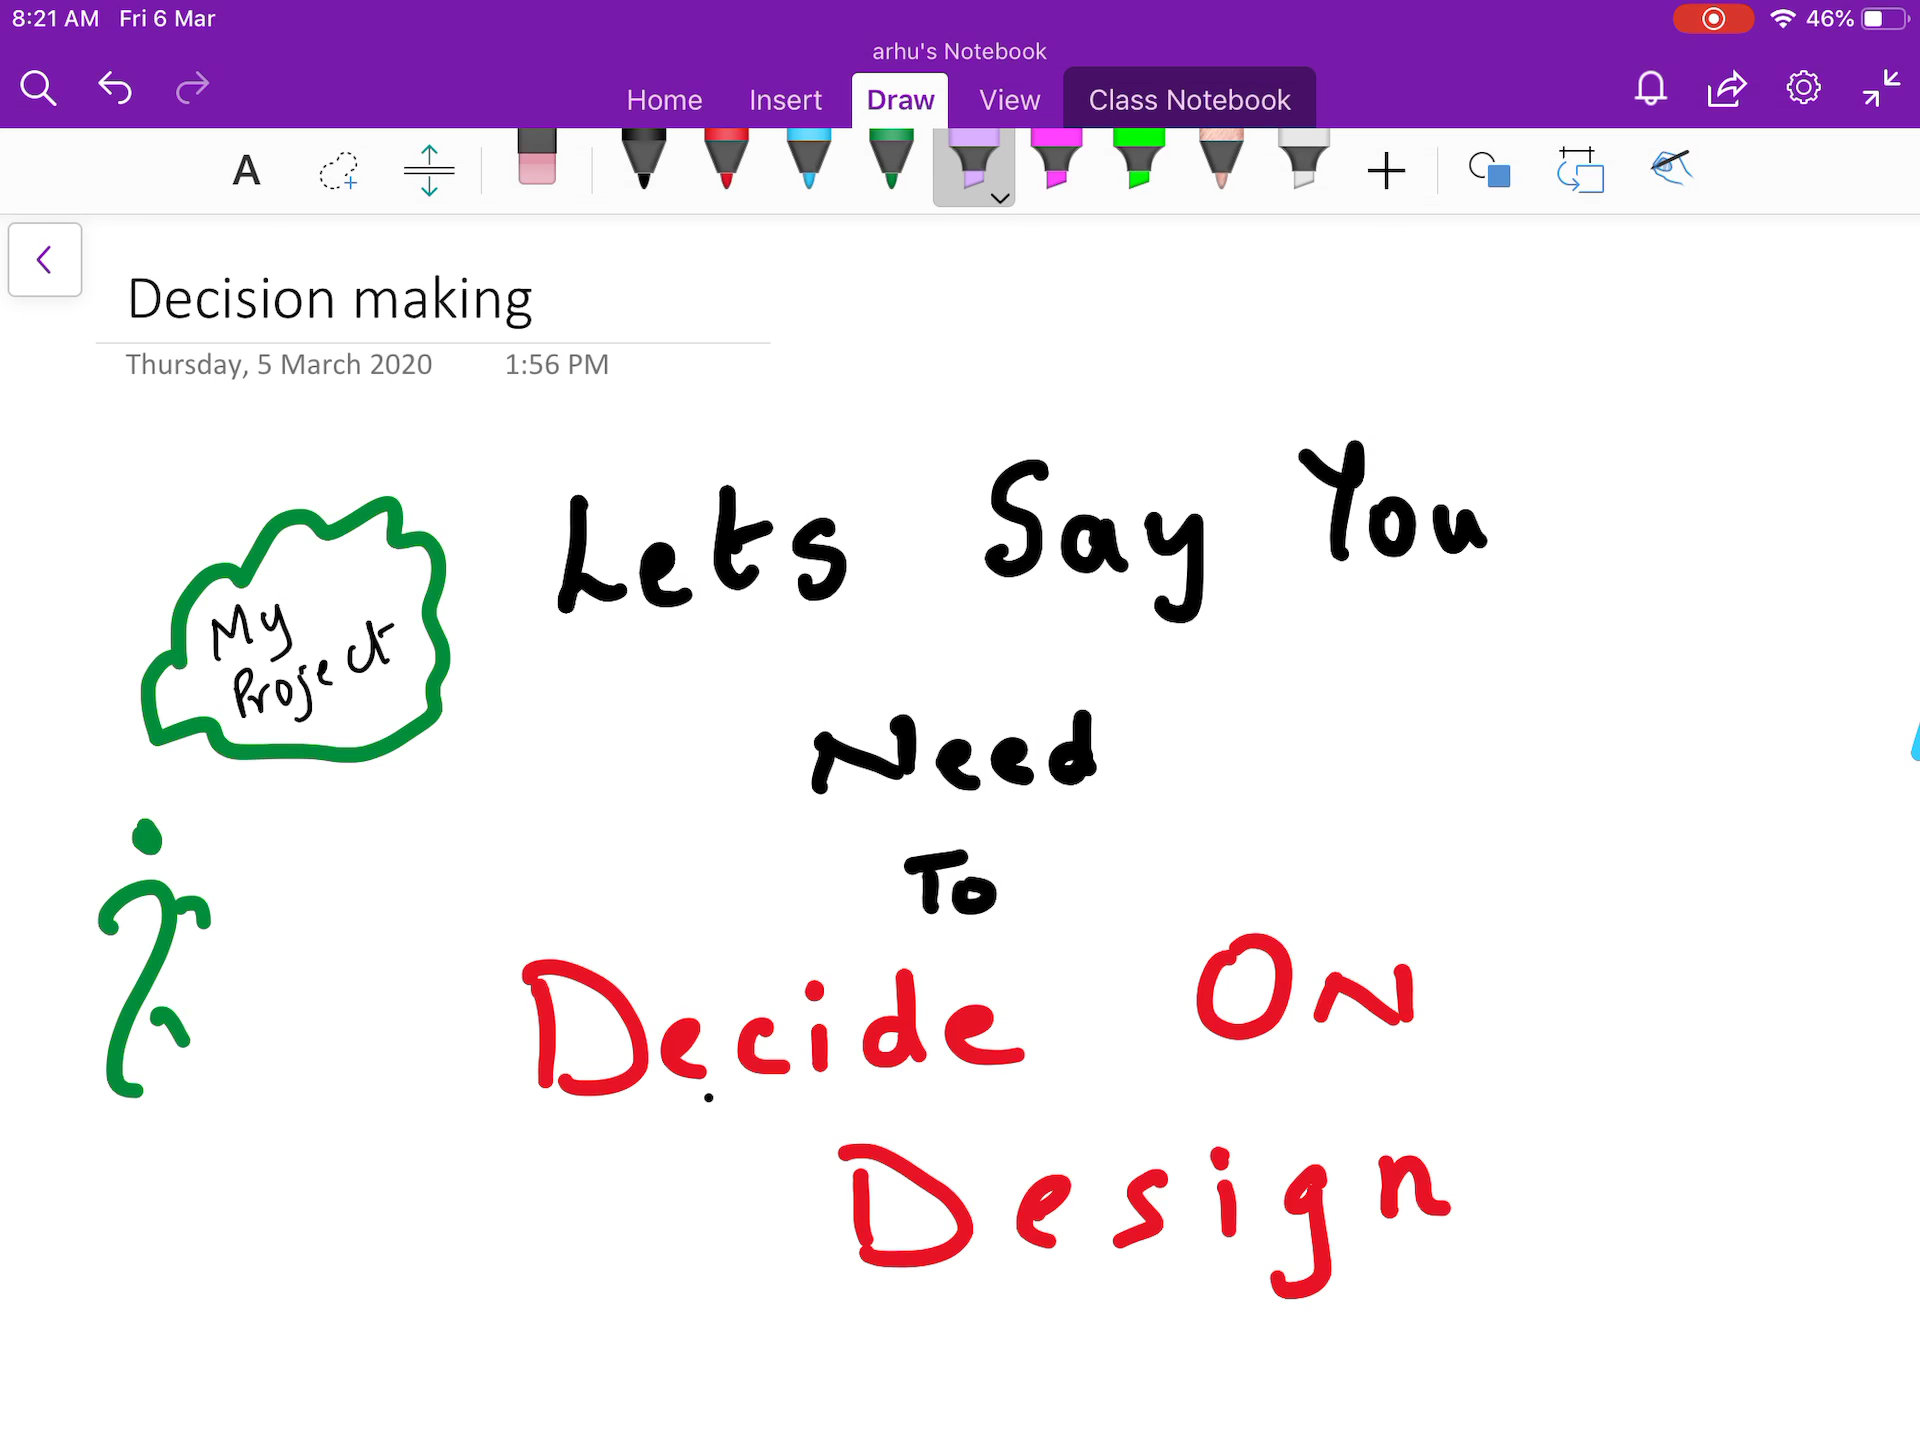 8:21 AM Fri 6 Mar 46%
arhu's Notebook
Home Insert Draw View Class Notebook
A
Decision making
Thursday, 5 March 2020 1:56 PM
Lets Say You
My
Project
Need
To
Decide ON
Design